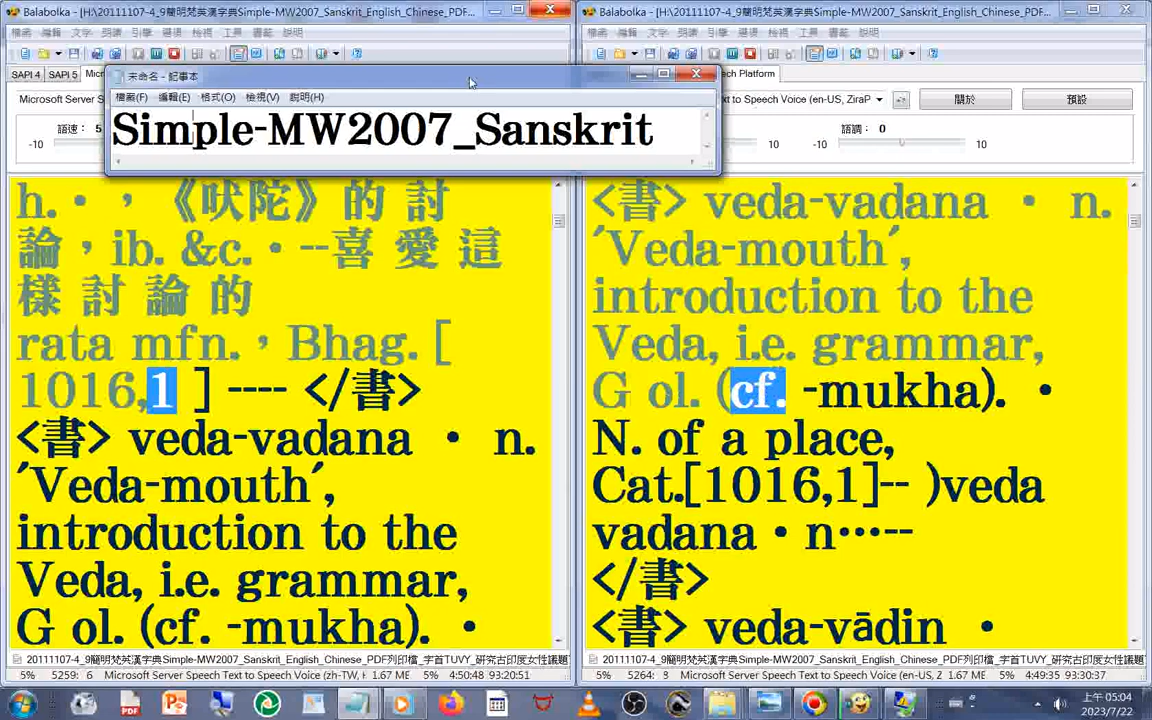 Balabolka - [H:\20111107-4_9簡明梵英漢字典Simple-MW2007_Sanskrit_English_Chinese_PDF...
Balabolka - [H:\20111107-4_9簡明梵英漢字典Simple-MW2007_Sanskrit_English_Chinese_PDF...
SAPI 4 SAPI 5
未命名 - 記事本
檔案(F) 編輯(E) 格式(O) 檢視(V) 說明(H)
Simple-MW2007_Sanskrit
ch Platform
Microsoft Server S
xt to Speech Voice (en-US, ZiraP
關於
預設
語速: 5
語調: 0
-10
10 -10 10
h.•，《吠陀》的 討
論，ib. &c.•--喜 愛 這
樣 討 論 的
rata mfn.，Bhag. [
1016,1 ] ---- </書>
<書> veda-vadana • n.
'Veda-mouth',
introduction to the
Veda, i.e. grammar,
G ol. (cf. -mukha). •
<書> veda-vadana • n.
'Veda-mouth',
introduction to the
Veda, i.e. grammar,
G ol. (cf. -mukha). •
N. of a place,
Cat.[1016,1]-- )veda
vadana•n…--
</書>
<書> veda-vādin •
20111107-4_9簡明梵英漢字典Simple-MW2007_Sanskrit_English_Chinese_PDF列印檔_字首TUVY_研究古印度女性議題
20111107-4_9簡明梵英漢字典Simple-MW2007_Sanskrit_English_Chinese_PDF列印檔_字首TUVY_研究古印度女性議題
5% 5259: 6 Microsoft Server Speech Text to Speech Voice (zh-TW, H 1.67 ME 5% 4:50:48 93:20:51
5% 5264: 8 Microsoft Server Speech Text to Speech Voice (en-US, Z 1.67 ME 5% 4:49:35 93:30:37
上午 05:04
2023/7/22